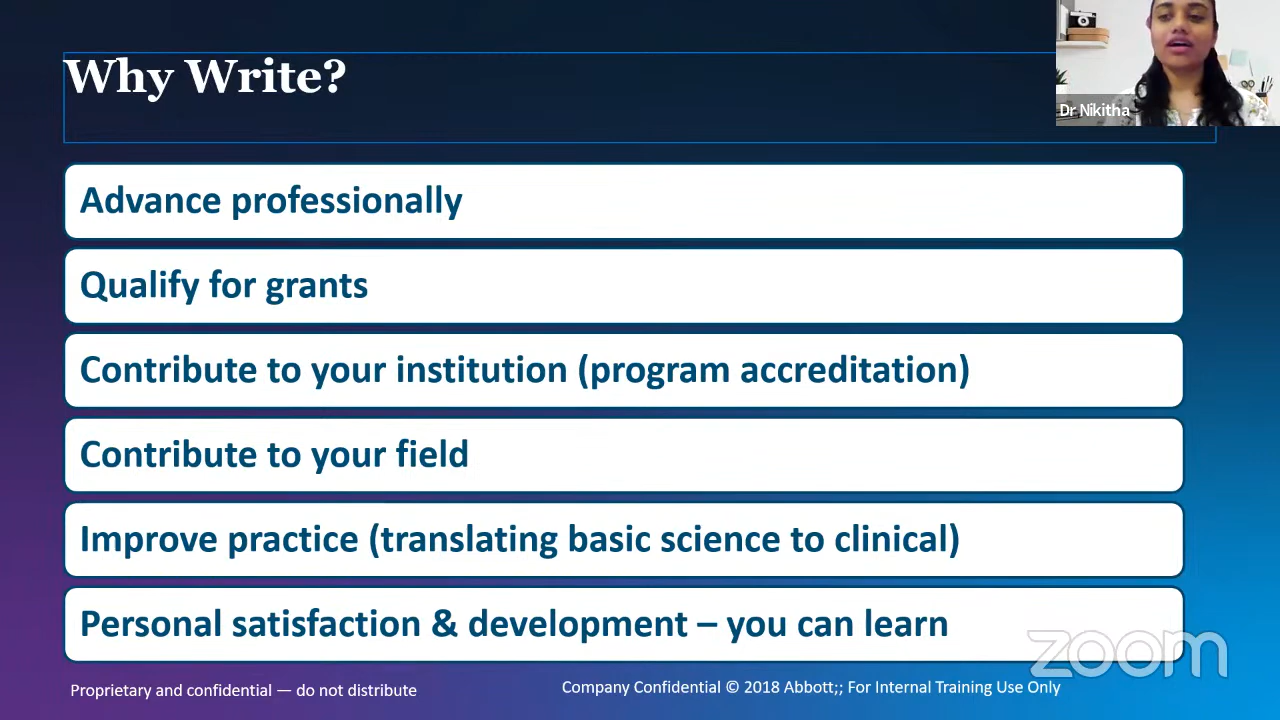 Why Write?
Dr Nikitha
Advance professionally
Qualify for grants
Contribute to your institution (program accreditation)
Contribute to your field
Improve practice (translating basic science to clinical)
Personal satisfaction & development – you can learn
zoom
Proprietary and confidential — do not distribute
Company Confidential © 2018 Abbott;; For Internal Training Use Only